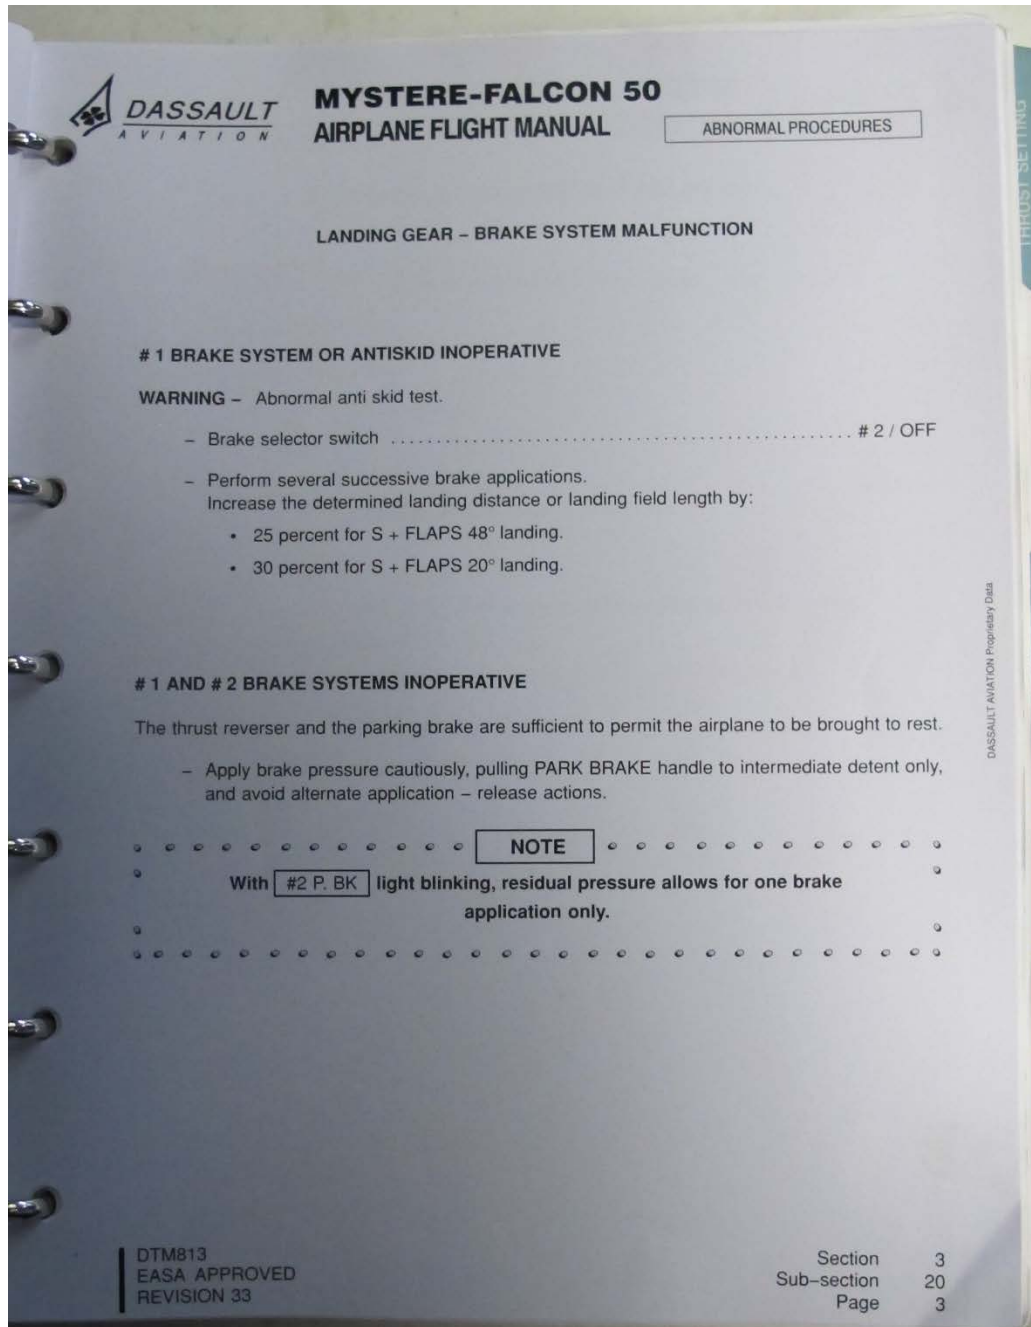 DASSAULT
AVIATION
MYSTERE-FALCON 50
AIRPLANE FLIGHT MANUAL
ABNORMAL PROCEDURES
THRUST SETTING
LANDING GEAR – BRAKE SYSTEM MALFUNCTION
# 1 BRAKE SYSTEM OR ANTISKID INOPERATIVE
WARNING – Abnormal anti skid test.
– Brake selector switch .................................................... # 2 / OFF
– Perform several successive brake applications.
Increase the determined landing distance or landing field length by:
• 25 percent for S + FLAPS 48° landing.
• 30 percent for S + FLAPS 20° landing.
DASSAULT AVIATION Proprietary Data
# 1 AND # 2 BRAKE SYSTEMS INOPERATIVE
The thrust reverser and the parking brake are sufficient to permit the airplane to be brought to rest.
– Apply brake pressure cautiously, pulling PARK BRAKE handle to intermediate detent only,
and avoid alternate application – release actions.
NOTE
With #2 P. BK light blinking, residual pressure allows for one brake
application only.
DTM813
EASA APPROVED
REVISION 33
Section 3
Sub–section 20
Page 3